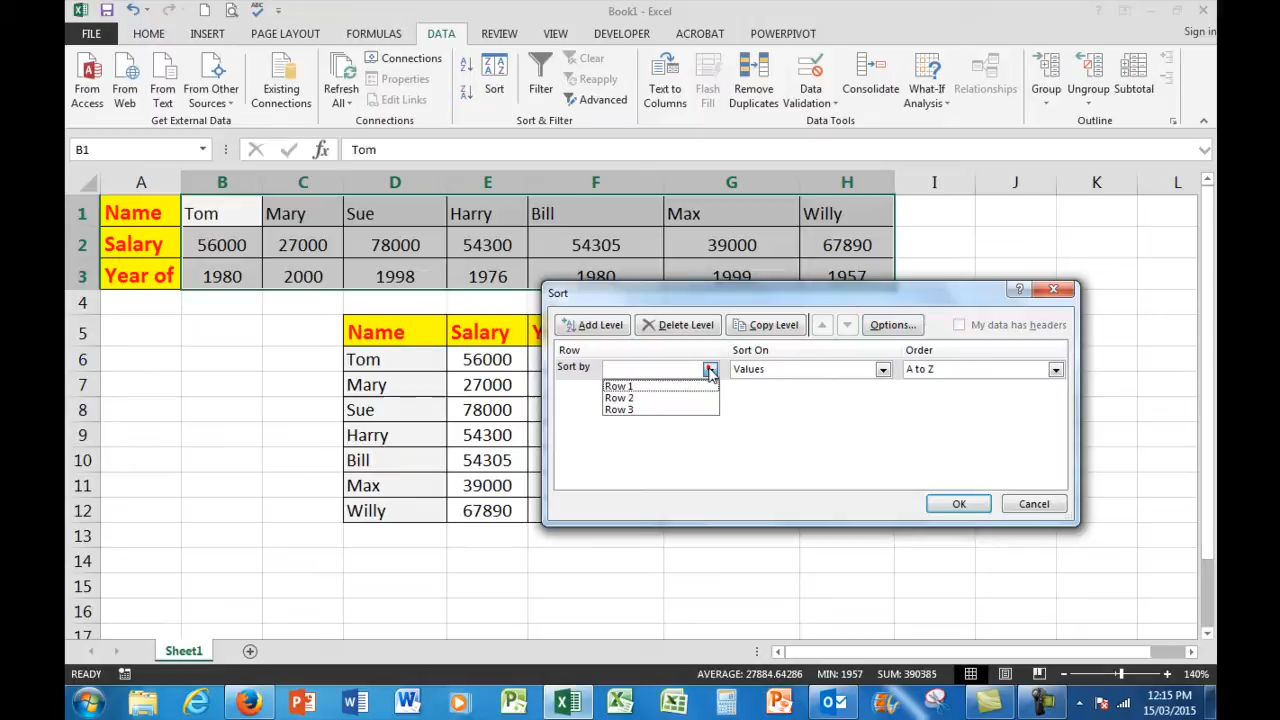 Book1 - Excel
FILE HOME INSERT PAGE LAYOUT FORMULAS DATA REVIEW VIEW DEVELOPER ACROBAT POWERPIVOT Sign in
From Access
From Web
From Text
From Other Sources
Existing Connections
Get External Data
Refresh All
Connections
Properties
Edit Links
Connections
Sort
Filter
Clear
Reapply
Advanced
Sort & Filter
Text to Columns
Flash Fill
Remove Duplicates
Data Validation
Consolidate
What-If Analysis
Relationships
Data Tools
Group
Ungroup
Subtotal
Outline
B1 fx Tom
A B C D E F G H I J K L
1 Name Tom Mary Sue Harry Bill Max Willy
2 Salary 56000 27000 78000 54300 54305 39000 67890
3 Year of 1980 2000 1998 1976 1980 1999 1957
4
5 Name Salary Y
6 Tom 56000
7 Mary 27000
8 Sue 78000
9 Harry 54300
10 Bill 54305
11 Max 39000
12 Willy 67890
13
14
15
16
17
Sort
Add Level Delete Level Copy Level Options... My data has headers
Row Sort On Order
Sort by Values A to Z
Row 1
Row 2
Row 3
OK Cancel
Sheet1
READY AVERAGE: 27884.64286 MIN: 1957 SUM: 390385 140%
12:15 PM
15/03/2015